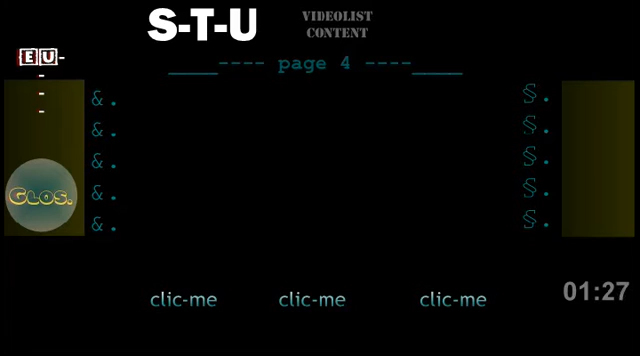 S-T-U
VIDEOLIST
CONTENT
EU-
-
-
-
____---- page 4 ----____
&. §.
&. §.
&. §.
&. §.
&. §.
GLOS.
clic-me clic-me clic-me
01:27